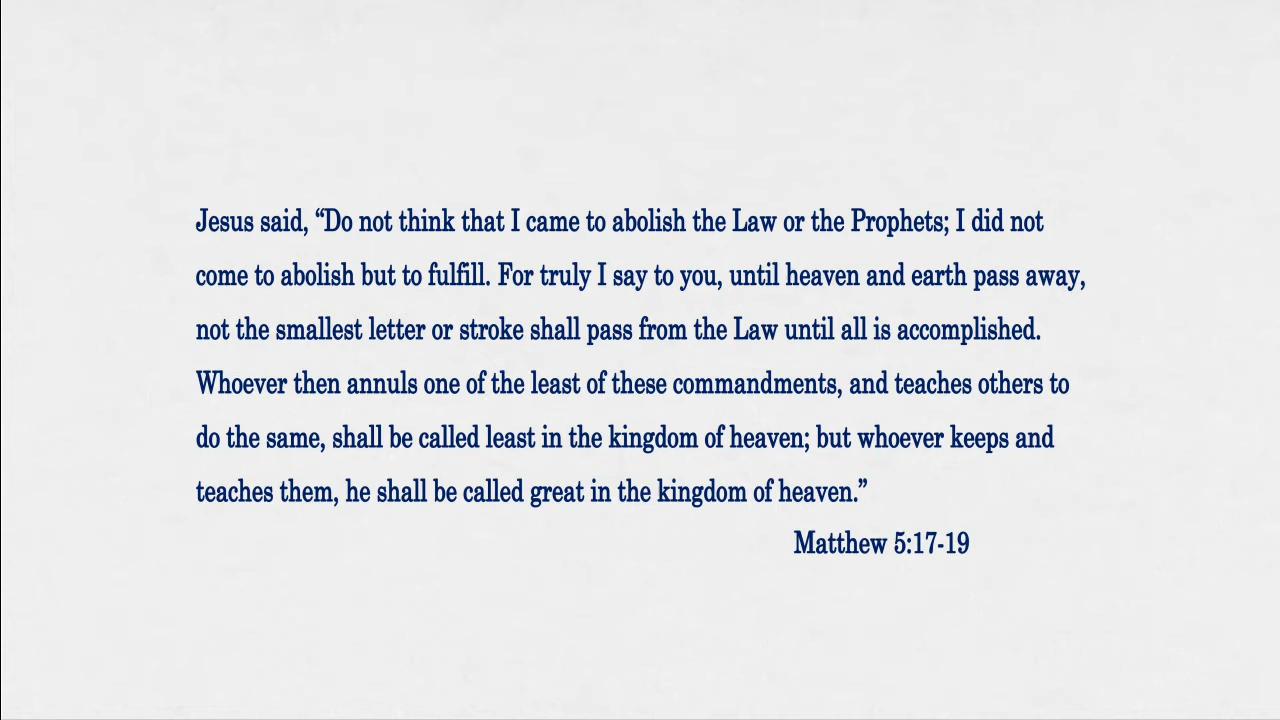 Jesus said, “Do not think that I came to abolish the Law or the Prophets; I did not
come to abolish but to fulfill. For truly I say to you, until heaven and earth pass away,
not the smallest letter or stroke shall pass from the Law until all is accomplished.
Whoever then annuls one of the least of these commandments, and teaches others to
do the same, shall be called least in the kingdom of heaven; but whoever keeps and
teaches them, he shall be called great in the kingdom of heaven.”
Matthew 5:17-19